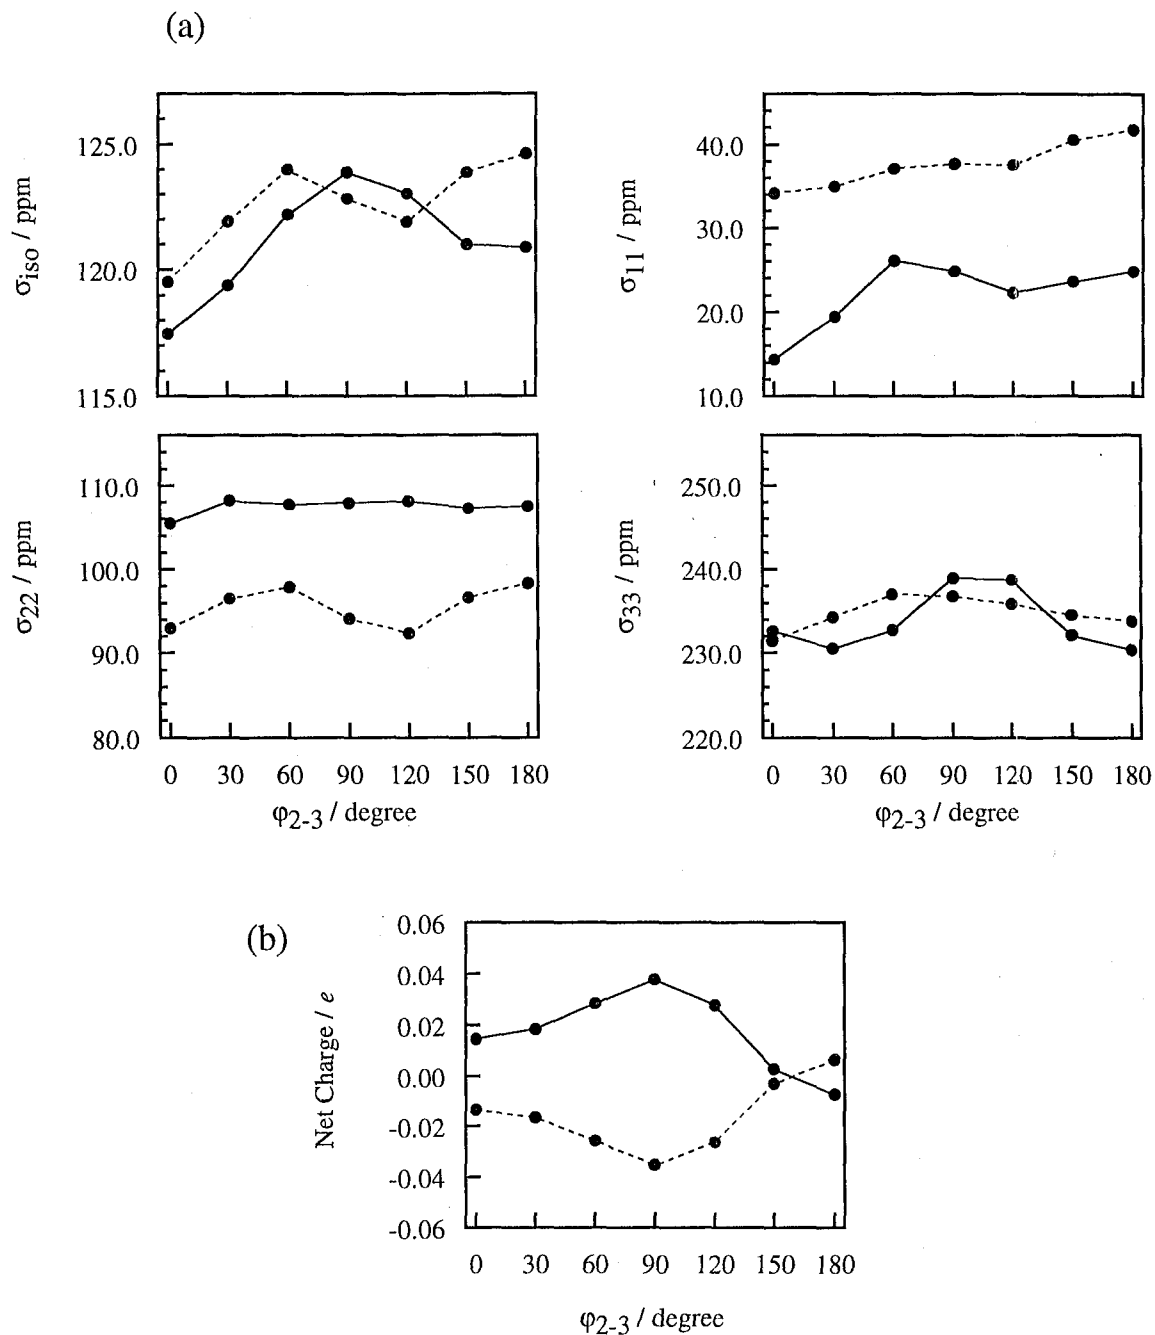 (a)
σiso / ppm
125.0
120.0
115.0
σ11 / ppm
40.0
30.0
20.0
10.0
σ22 / ppm
110.0
100.0
90.0
80.0
0 30 60 90 120 150 180
φ2-3 / degree
σ33 / ppm
250.0
240.0
230.0
220.0
0 30 60 90 120 150 180
φ2-3 / degree
(b)
Net Charge / e
0.06
0.04
0.02
0.00
-0.02
-0.04
-0.06
0 30 60 90 120 150 180
φ2-3 / degree